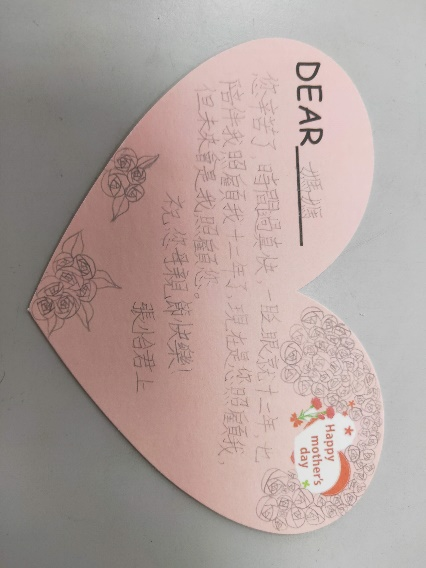 DEAR 媽媽
您辛苦了,時間過真快,一眨眼就十二年,也
陪伴我照顧我十二年了,現在是您照顧我,
但未來會是我照顧您。
祝您母親節快樂!
怡君上
Happy
mother's
day